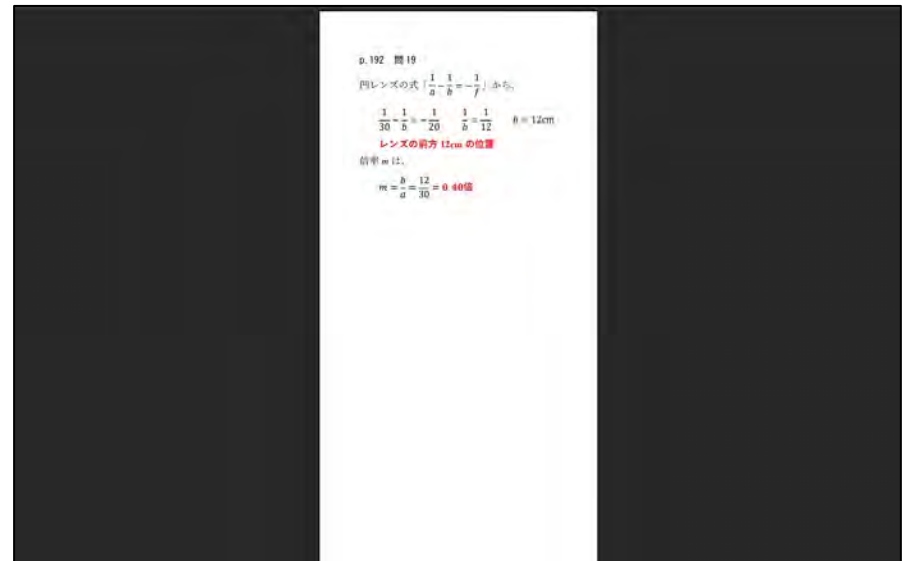 p. 192 問 19
凹レンズの式「1/a − 1/b = − 1/f」から,
1/30 − 1/b = − 1/20 1/b = 1/12 b = 12cm
レンズの前方 12cm の位置
倍率 m は,
m = b/a = 12/30 = 0.40倍